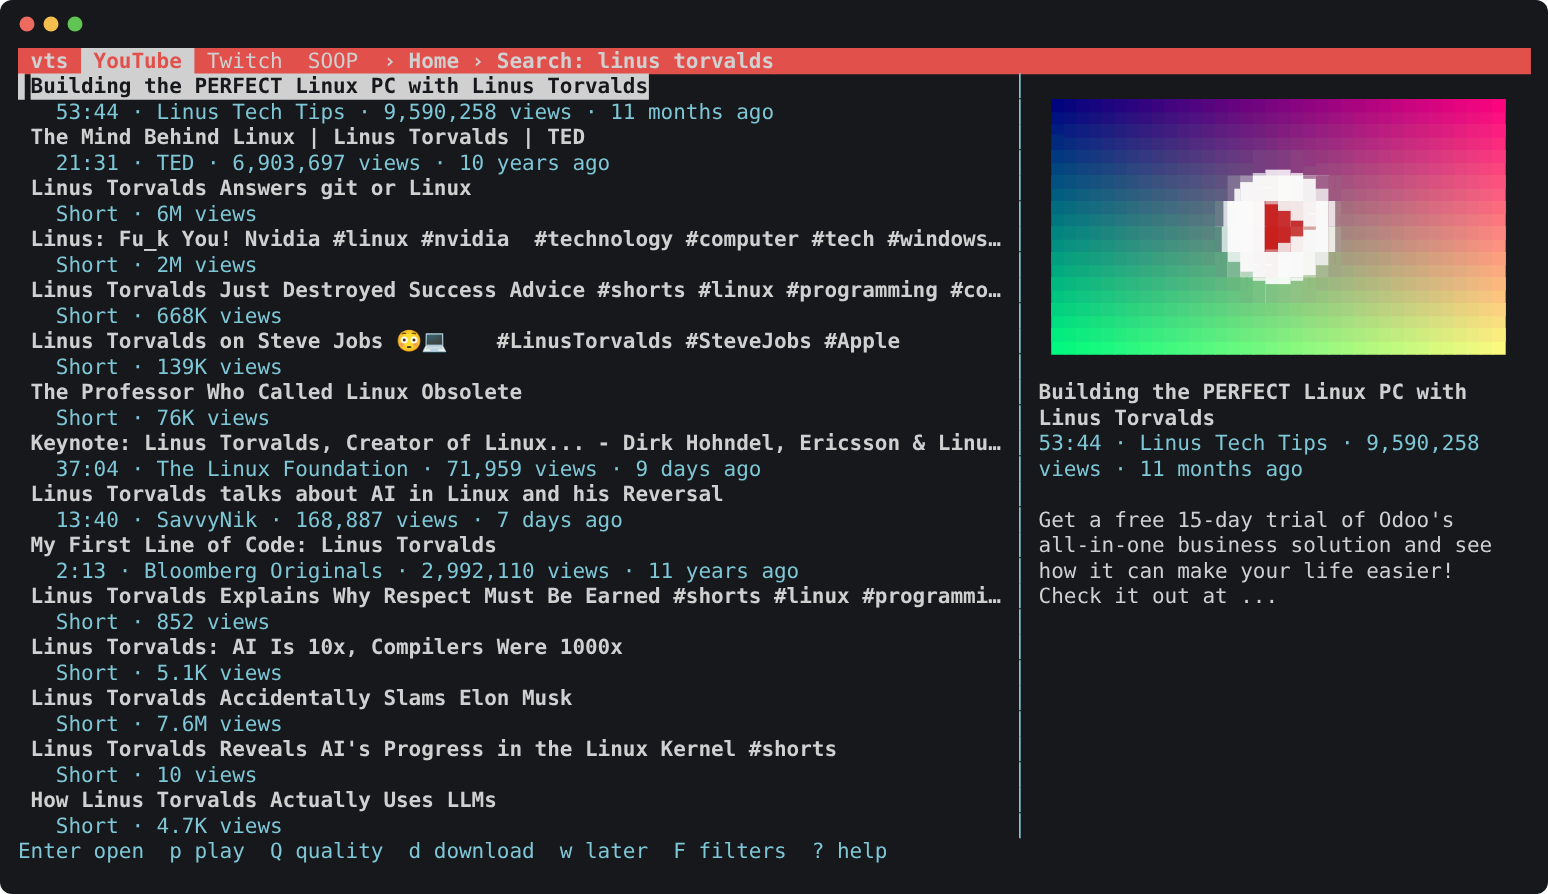 vts YouTube Twitch SOOP › Home › Search: linus torvalds
Building the PERFECT Linux PC with Linus Torvalds
53:44 · Linus Tech Tips · 9,590,258 views · 11 months ago
The Mind Behind Linux | Linus Torvalds | TED
21:31 · TED · 6,903,697 views · 10 years ago
Linus Torvalds Answers git or Linux
Short · 6M views
Linus: Fu_k You! Nvidia #linux #nvidia  #technology #computer #tech #windows…
Short · 2M views
Linus Torvalds Just Destroyed Success Advice #shorts #linux #programming #co…
Short · 668K views
Linus Torvalds on Steve Jobs 😳💻    #LinusTorvalds #SteveJobs #Apple
Short · 139K views
The Professor Who Called Linux Obsolete
Short · 76K views
Keynote: Linus Torvalds, Creator of Linux... - Dirk Hohndel, Ericsson & Linu…
37:04 · The Linux Foundation · 71,959 views · 9 days ago
Linus Torvalds talks about AI in Linux and his Reversal
13:40 · SavvyNik · 168,887 views · 7 days ago
My First Line of Code: Linus Torvalds
2:13 · Bloomberg Originals · 2,992,110 views · 11 years ago
Linus Torvalds Explains Why Respect Must Be Earned #shorts #linux #programmi…
Short · 852 views
Linus Torvalds: AI Is 10x, Compilers Were 1000x
Short · 5.1K views
Linus Torvalds Accidentally Slams Elon Musk
Short · 7.6M views
Linus Torvalds Reveals AI's Progress in the Linux Kernel #shorts
Short · 10 views
How Linus Torvalds Actually Uses LLMs
Short · 4.7K views
Building the PERFECT Linux PC with
Linus Torvalds
53:44 · Linus Tech Tips · 9,590,258
views · 11 months ago
Get a free 15-day trial of Odoo's
all-in-one business solution and see
how it can make your life easier!
Check it out at ...
Enter open  p play  Q quality  d download  w later  F filters  ? help